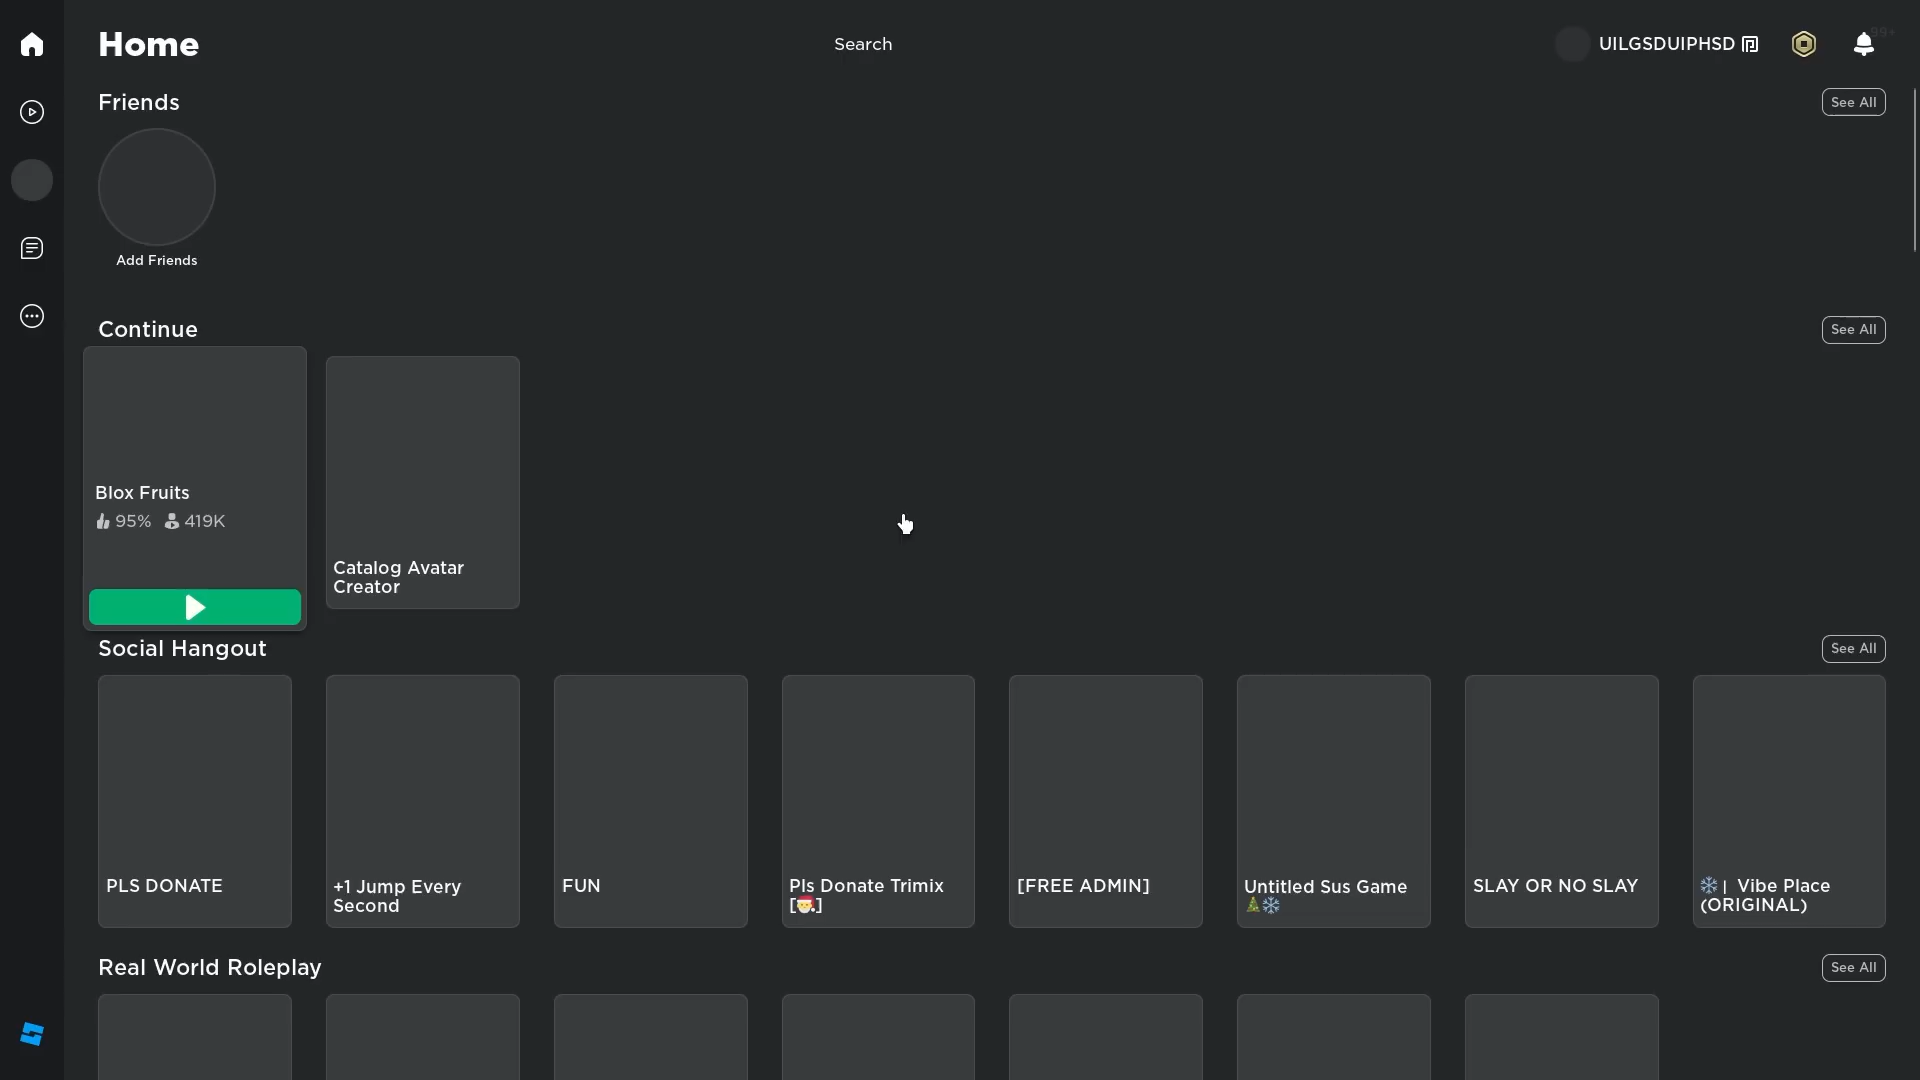 Home
Search
UILGSDUIPHSD
99+
Friends
See All
Add Friends
Continue
See All
Blox Fruits
95% 419K
Catalog Avatar
Creator
Social Hangout
See All
PLS DONATE
+1 Jump Every
Second
FUN
Pls Donate Trimix
[🎅]
[FREE ADMIN]
Untitled Sus Game
🎄❄️
SLAY OR NO SLAY
❄️ | Vibe Place
(ORIGINAL)
Real World Roleplay
See All